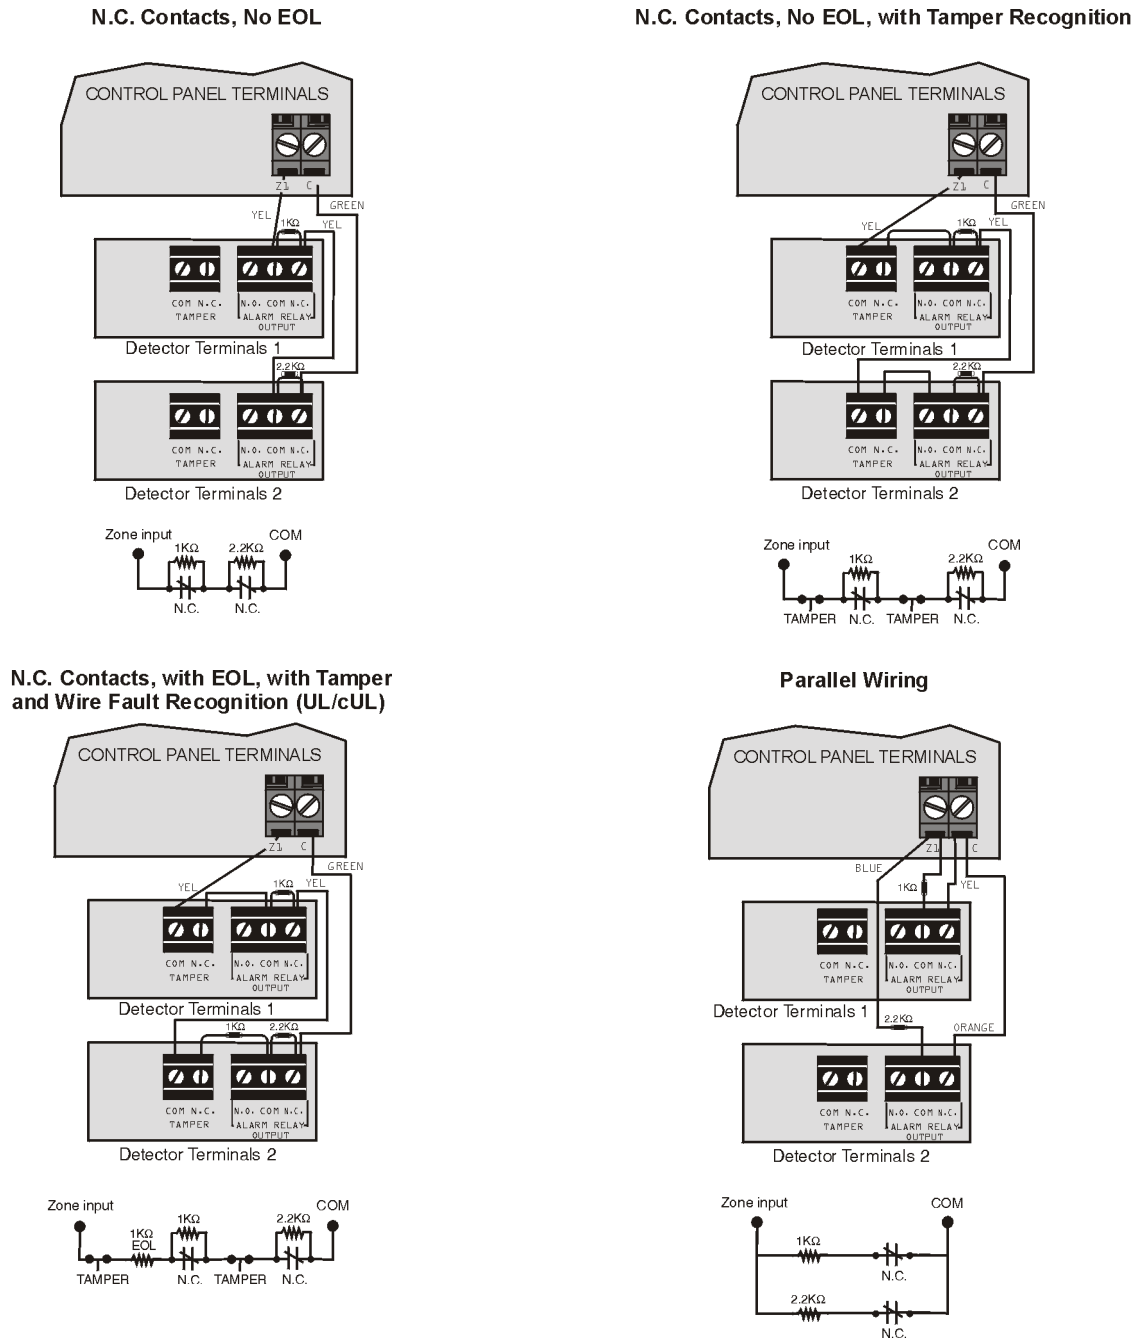 N.C. Contacts, No EOL
CONTROL PANEL TERMINALS
Z1 C
GREEN
YEL
1KΩ
YEL
COM N.C.
TAMPER
N.O. COM N.C.
ALARM RELAY
OUTPUT
Detector Terminals 1
2.2KΩ
COM N.C.
TAMPER
N.O. COM N.C.
ALARM RELAY
OUTPUT
Detector Terminals 2
Zone input
COM
1KΩ
2.2KΩ
N.C.
N.C.
N.C. Contacts, No EOL, with Tamper Recognition
CONTROL PANEL TERMINALS
Z1 C
GREEN
YEL
1KΩ
YEL
COM N.C.
TAMPER
N.O. COM N.C.
ALARM RELAY
OUTPUT
Detector Terminals 1
2.2KΩ
COM N.C.
TAMPER
N.O. COM N.C.
ALARM RELAY
OUTPUT
Detector Terminals 2
Zone input
COM
1KΩ
2.2KΩ
TAMPER
N.C.
TAMPER
N.C.
N.C. Contacts, with EOL, with Tamper
and Wire Fault Recognition (UL/cUL)
CONTROL PANEL TERMINALS
Z1 C
GREEN
YEL
1KΩ
YEL
COM N.C.
TAMPER
N.O. COM N.C.
ALARM RELAY
OUTPUT
Detector Terminals 1
1KΩ
2.2KΩ
COM N.C.
TAMPER
N.O. COM N.C.
ALARM RELAY
OUTPUT
Detector Terminals 2
Zone input
COM
1KΩ
EOL
1KΩ
2.2KΩ
TAMPER
N.C.
TAMPER
N.C.
Parallel Wiring
CONTROL PANEL TERMINALS
Z1 C
BLUE
1KΩ
YEL
COM N.C.
TAMPER
N.O. COM N.C.
ALARM RELAY
OUTPUT
Detector Terminals 1
2.2KΩ
ORANGE
COM N.C.
TAMPER
N.O. COM N.C.
ALARM RELAY
OUTPUT
Detector Terminals 2
Zone input
COM
1KΩ
N.C.
2.2KΩ
N.C.